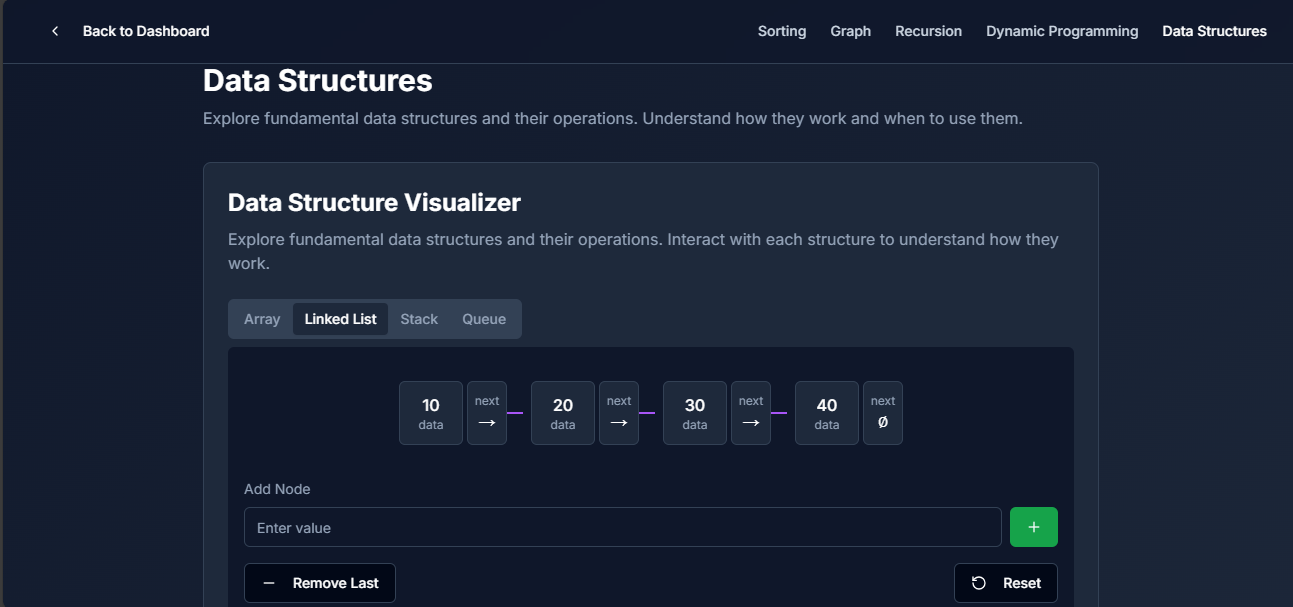 Back to Dashboard
Sorting Graph Recursion Dynamic Programming Data Structures
Data Structures
Explore fundamental data structures and their operations. Understand how they work and when to use them.
Data Structure Visualizer
Explore fundamental data structures and their operations. Interact with each structure to understand how they
work.
Array Linked List Stack Queue
10 next 20 next 30 next 40 next
data → data → data → data Ø
Add Node
Enter value +
Remove Last Reset